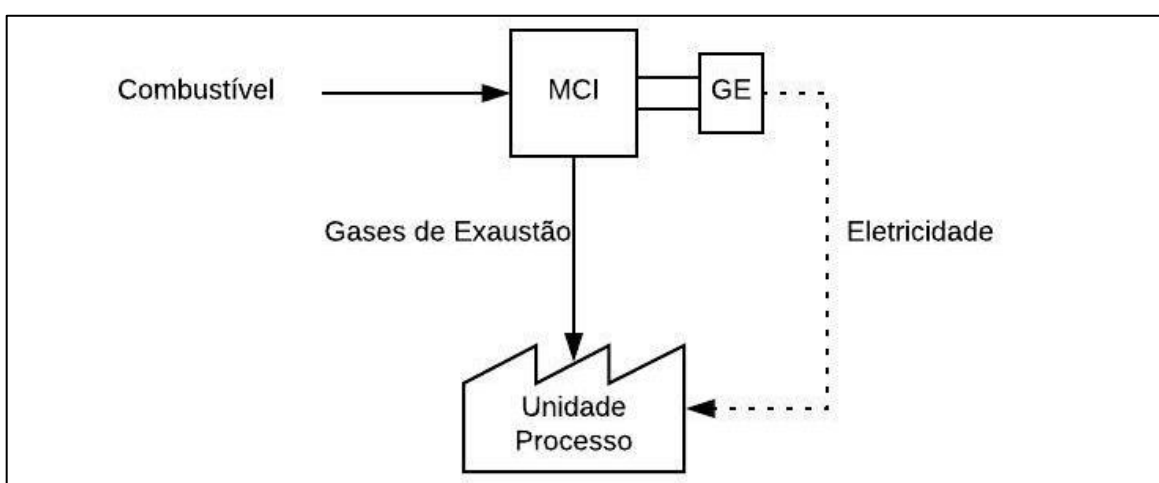 Combustível
MCI
GE
Gases de Exaustão
Eletricidade
Unidade
Processo